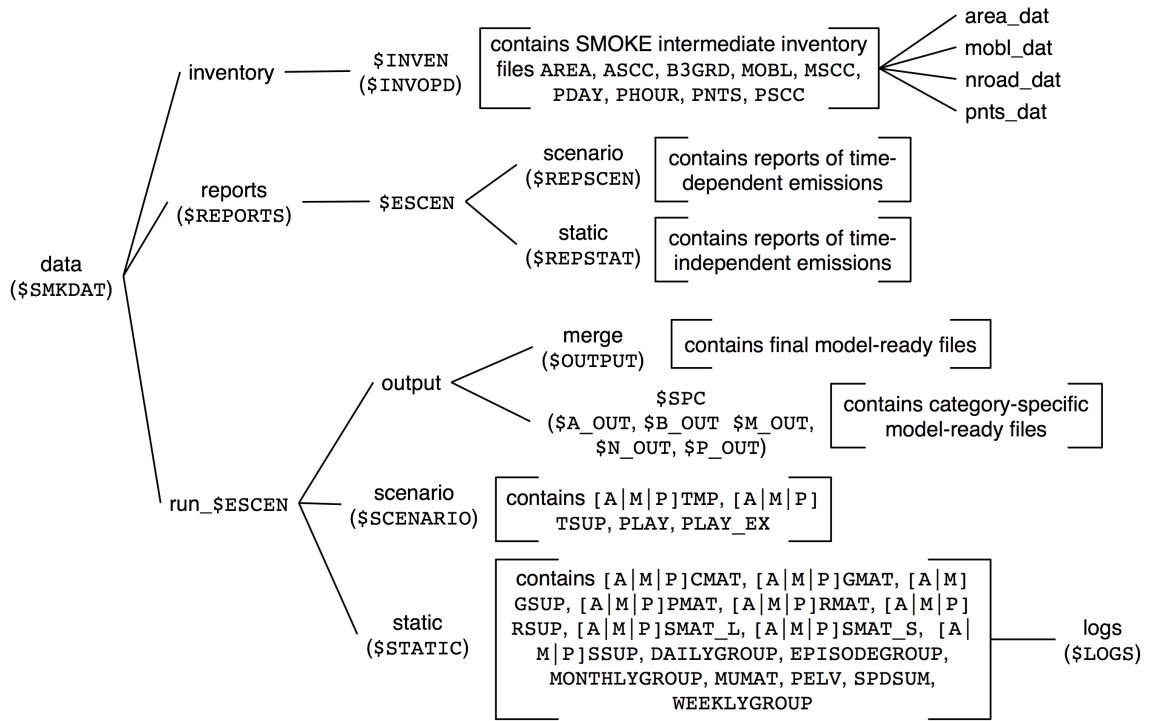 area_dat
mobl_dat
nroad_dat
pnts_dat
inventory
$INVEN
($INVOPD)
contains SMOKE intermediate inventory
files AREA, ASCC, B3GRD, MOBL, MSCC,
PDAY, PHOUR, PNTS, PSCC
reports
($REPORTS)
$ESCEN
scenario
($REPSCEN)
contains reports of time-
dependent emissions
static
($REPSTAT)
contains reports of time-
independent emissions
data
($SMKDAT)
merge
($OUTPUT)
contains final model-ready files
output
$SPC
($A_OUT, $B_OUT $M_OUT,
$N_OUT, $P_OUT)
contains category-specific
model-ready files
run_$ESCEN
scenario
($SCENARIO)
contains [A|M|P]TMP, [A|M|P]
TSUP, PLAY, PLAY_EX
static
($STATIC)
contains [A|M|P]CMAT, [A|M|P]GMAT, [A|M]
GSUP, [A|M|P]PMAT, [A|M|P]RMAT, [A|M|P]
RSUP, [A|M|P]SMAT_L, [A|M|P]SMAT_S, [A|
M|P]SSUP, DAILYGROUP, EPISODEGROUP,
MONTHLYGROUP, MUMAT, PELV, SPDSUM,
WEEKLYGROUP
logs
($LOGS)